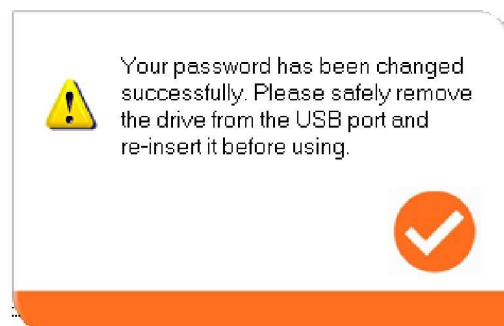 Your password has been changed
successfully. Please safely remove
the drive from the USB port and
re-insert it before using.